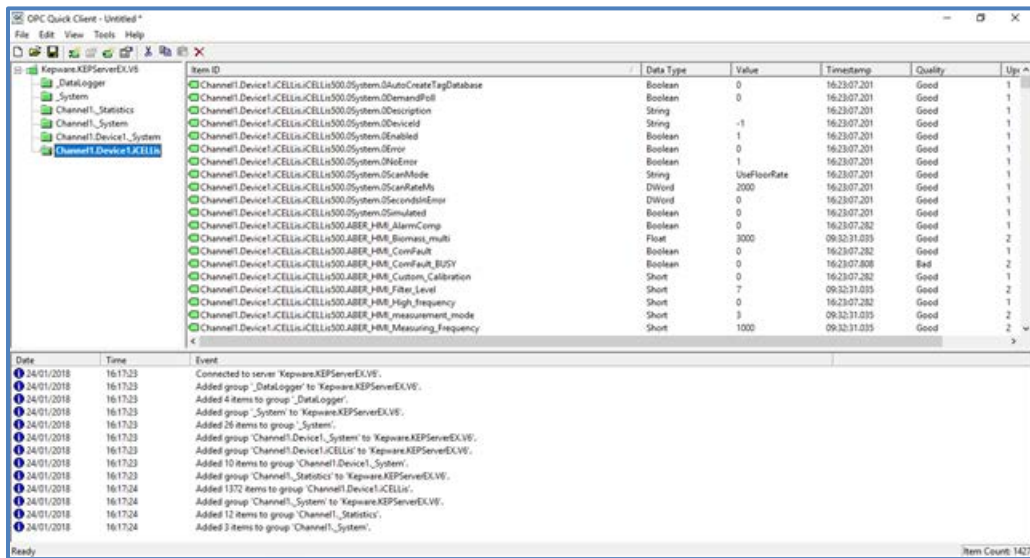 OPC Quick Client - Untitled *
File Edit View Tools Help
Kepware.KEPServerEX.V6
_DataLogger
_System
Channel1._Statistics
Channel1._System
Channel1.Device1._System
Channel1.Device1.iCELLis
Item ID Data Type Value Timestamp Quality
Channel1.Device1.iCELLis.iCELLis500.0System.0AutoCreateTagDatabase Boolean 0 16:23:07.201 Good 1
Channel1.Device1.iCELLis.iCELLis500.0System.0DemandPoll Boolean 0 16:23:07.201 Good 1
Channel1.Device1.iCELLis.iCELLis500.0System.0Description String 16:23:07.201 Good 1
Channel1.Device1.iCELLis.iCELLis500.0System.0DeviceId String -1 16:23:07.201 Good 1
Channel1.Device1.iCELLis.iCELLis500.0System.0Enabled Boolean 1 16:23:07.201 Good 1
Channel1.Device1.iCELLis.iCELLis500.0System.0Error Boolean 0 16:23:07.201 Good 1
Channel1.Device1.iCELLis.iCELLis500.0System.0NoError Boolean 1 16:23:07.201 Good 1
Channel1.Device1.iCELLis.iCELLis500.0System.0ScanMode String UseFloorRate 16:23:07.201 Good 1
Channel1.Device1.iCELLis.iCELLis500.0System.0ScanRateMs DWord 2000 16:23:07.201 Good 1
Channel1.Device1.iCELLis.iCELLis500.0System.0SecondsInError DWord 0 16:23:07.201 Good 1
Channel1.Device1.iCELLis.iCELLis500.0System.0Simulated Boolean 0 16:23:07.201 Good 1
Channel1.Device1.iCELLis.iCELLis500.ABER_HMI_AlarmComp Boolean 0 16:23:07.282 Good 1
Channel1.Device1.iCELLis.iCELLis500.ABER_HMI_Biomass_multi Float 3000 09:32:31.035 Good 2
Channel1.Device1.iCELLis.iCELLis500.ABER_HMI_ComFault Boolean 0 16:23:07.282 Good 1
Channel1.Device1.iCELLis.iCELLis500.ABER_HMI_ComFault_BUSY Boolean 0 16:23:07.808 Bad 2
Channel1.Device1.iCELLis.iCELLis500.ABER_HMI_Custom_Calibration Short 0 16:23:07.282 Good 1
Channel1.Device1.iCELLis.iCELLis500.ABER_HMI_Filter_Level Short 7 09:32:31.035 Good 2
Channel1.Device1.iCELLis.iCELLis500.ABER_HMI_High_frequency Short 0 16:23:07.282 Good 1
Channel1.Device1.iCELLis.iCELLis500.ABER_HMI_measurement_mode Short 3 09:32:31.035 Good 2
Channel1.Device1.iCELLis.iCELLis500.ABER_HMI_Measuring_Frequency Short 1000 09:32:31.035 Good 2
Date Time Event
24/01/2018 16:17:23 Connected to server 'Kepware.KEPServerEX.V6'.
24/01/2018 16:17:23 Added group '_DataLogger' to 'Kepware.KEPServerEX.V6'.
24/01/2018 16:17:23 Added 4 items to group '_DataLogger'.
24/01/2018 16:17:23 Added group '_System' to 'Kepware.KEPServerEX.V6'.
24/01/2018 16:17:23 Added 26 items to group '_System'.
24/01/2018 16:17:23 Added group 'Channel1.Device1._System' to 'Kepware.KEPServerEX.V6'.
24/01/2018 16:17:23 Added group 'Channel1.Device1.iCELLis' to 'Kepware.KEPServerEX.V6'.
24/01/2018 16:17:23 Added 10 items to group 'Channel1.Device1._System'.
24/01/2018 16:17:23 Added group 'Channel1._Statistics' to 'Kepware.KEPServerEX.V6'.
24/01/2018 16:17:24 Added 1372 items to group 'Channel1.Device1.iCELLis'.
24/01/2018 16:17:24 Added group 'Channel1._System' to 'Kepware.KEPServerEX.V6'.
24/01/2018 16:17:24 Added 12 items to group 'Channel1._Statistics'.
24/01/2018 16:17:24 Added 3 items to group 'Channel1._System'.
Ready Item Count: 1427